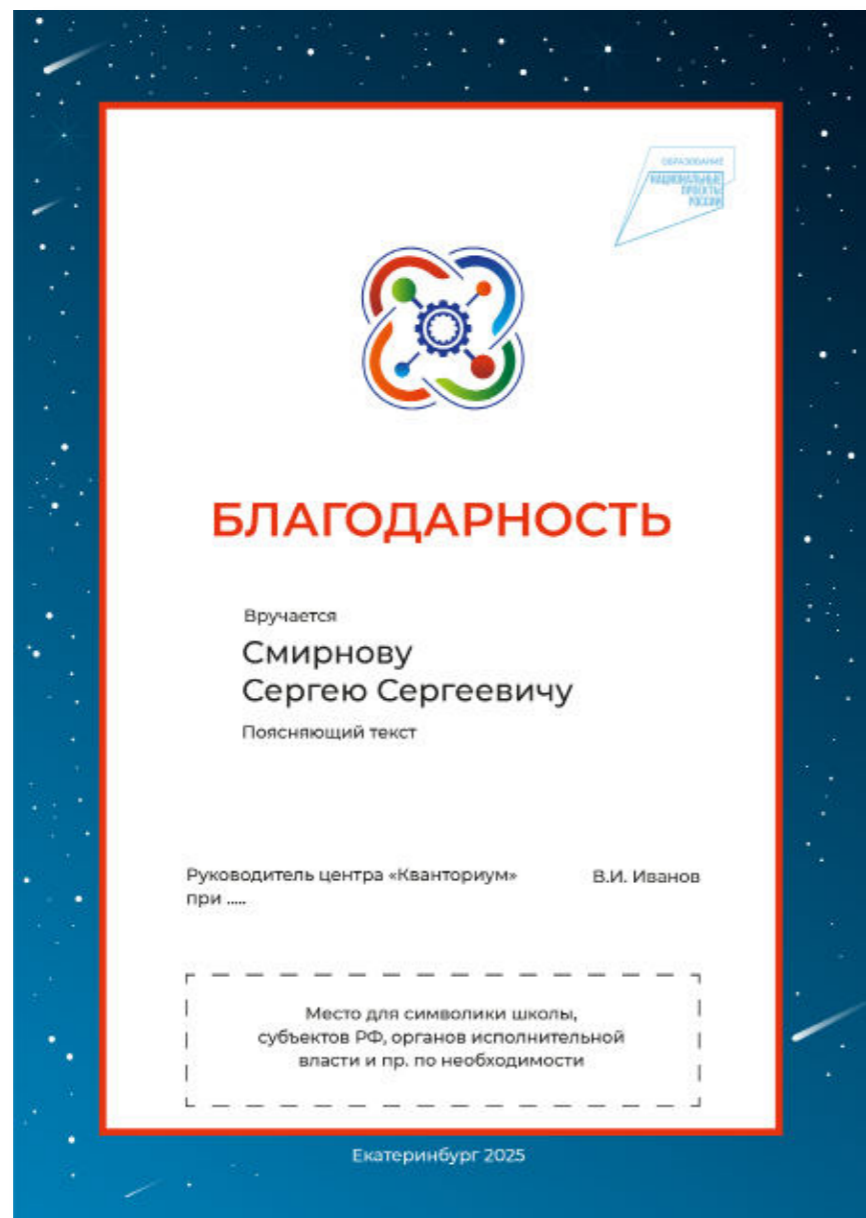 ОБРАЗОВАНИЕ
НАЦИОНАЛЬНЫЕ
ПРОЕКТЫ
РОССИИ
БЛАГОДАРНОСТЬ
Вручается
Смирнову
Сергею Сергеевичу
Поясняющий текст
Руководитель центра «Кванториум» В.И. Иванов
при .....
Место для символики школы,
субъектов РФ, органов исполнительной
власти и пр. по необходимости
Екатеринбург 2025